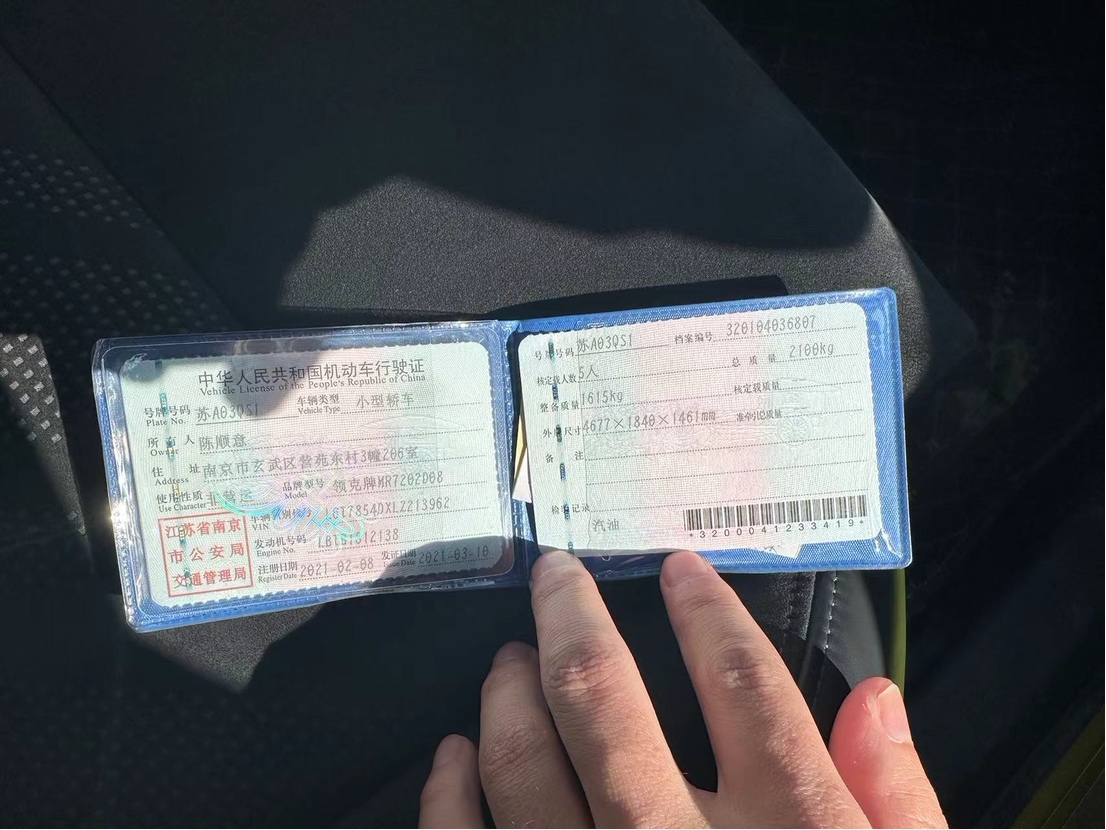 中华人民共和国机动车行驶证
Vehicle License of the People's Republic of China
号牌号码 苏A03QS1 车辆类型 小型轿车
Plate No. Vehicle Type
所有人 陈顺意
Owner
住址 南京市玄武区营苑东村3幢206室
Address
使用性质 非营运 品牌型号 领克牌MR7202D08
Use Character Model
VIN
发动机号码
Engine No.
注册日期 2021-02-08 发证日期 2021-03-10
Register Date Issue Date
江苏省南京
市公安局
交通管理局
号牌号码 苏A03QS1 档案编号 320104036807
核定载人数 5人 总质量 2100kg
整备质量 1615kg 核定载质量
外廓尺寸 4677×1840×1461mm 准牵引总质量
备注
检验记录
汽油
*3200041233419*